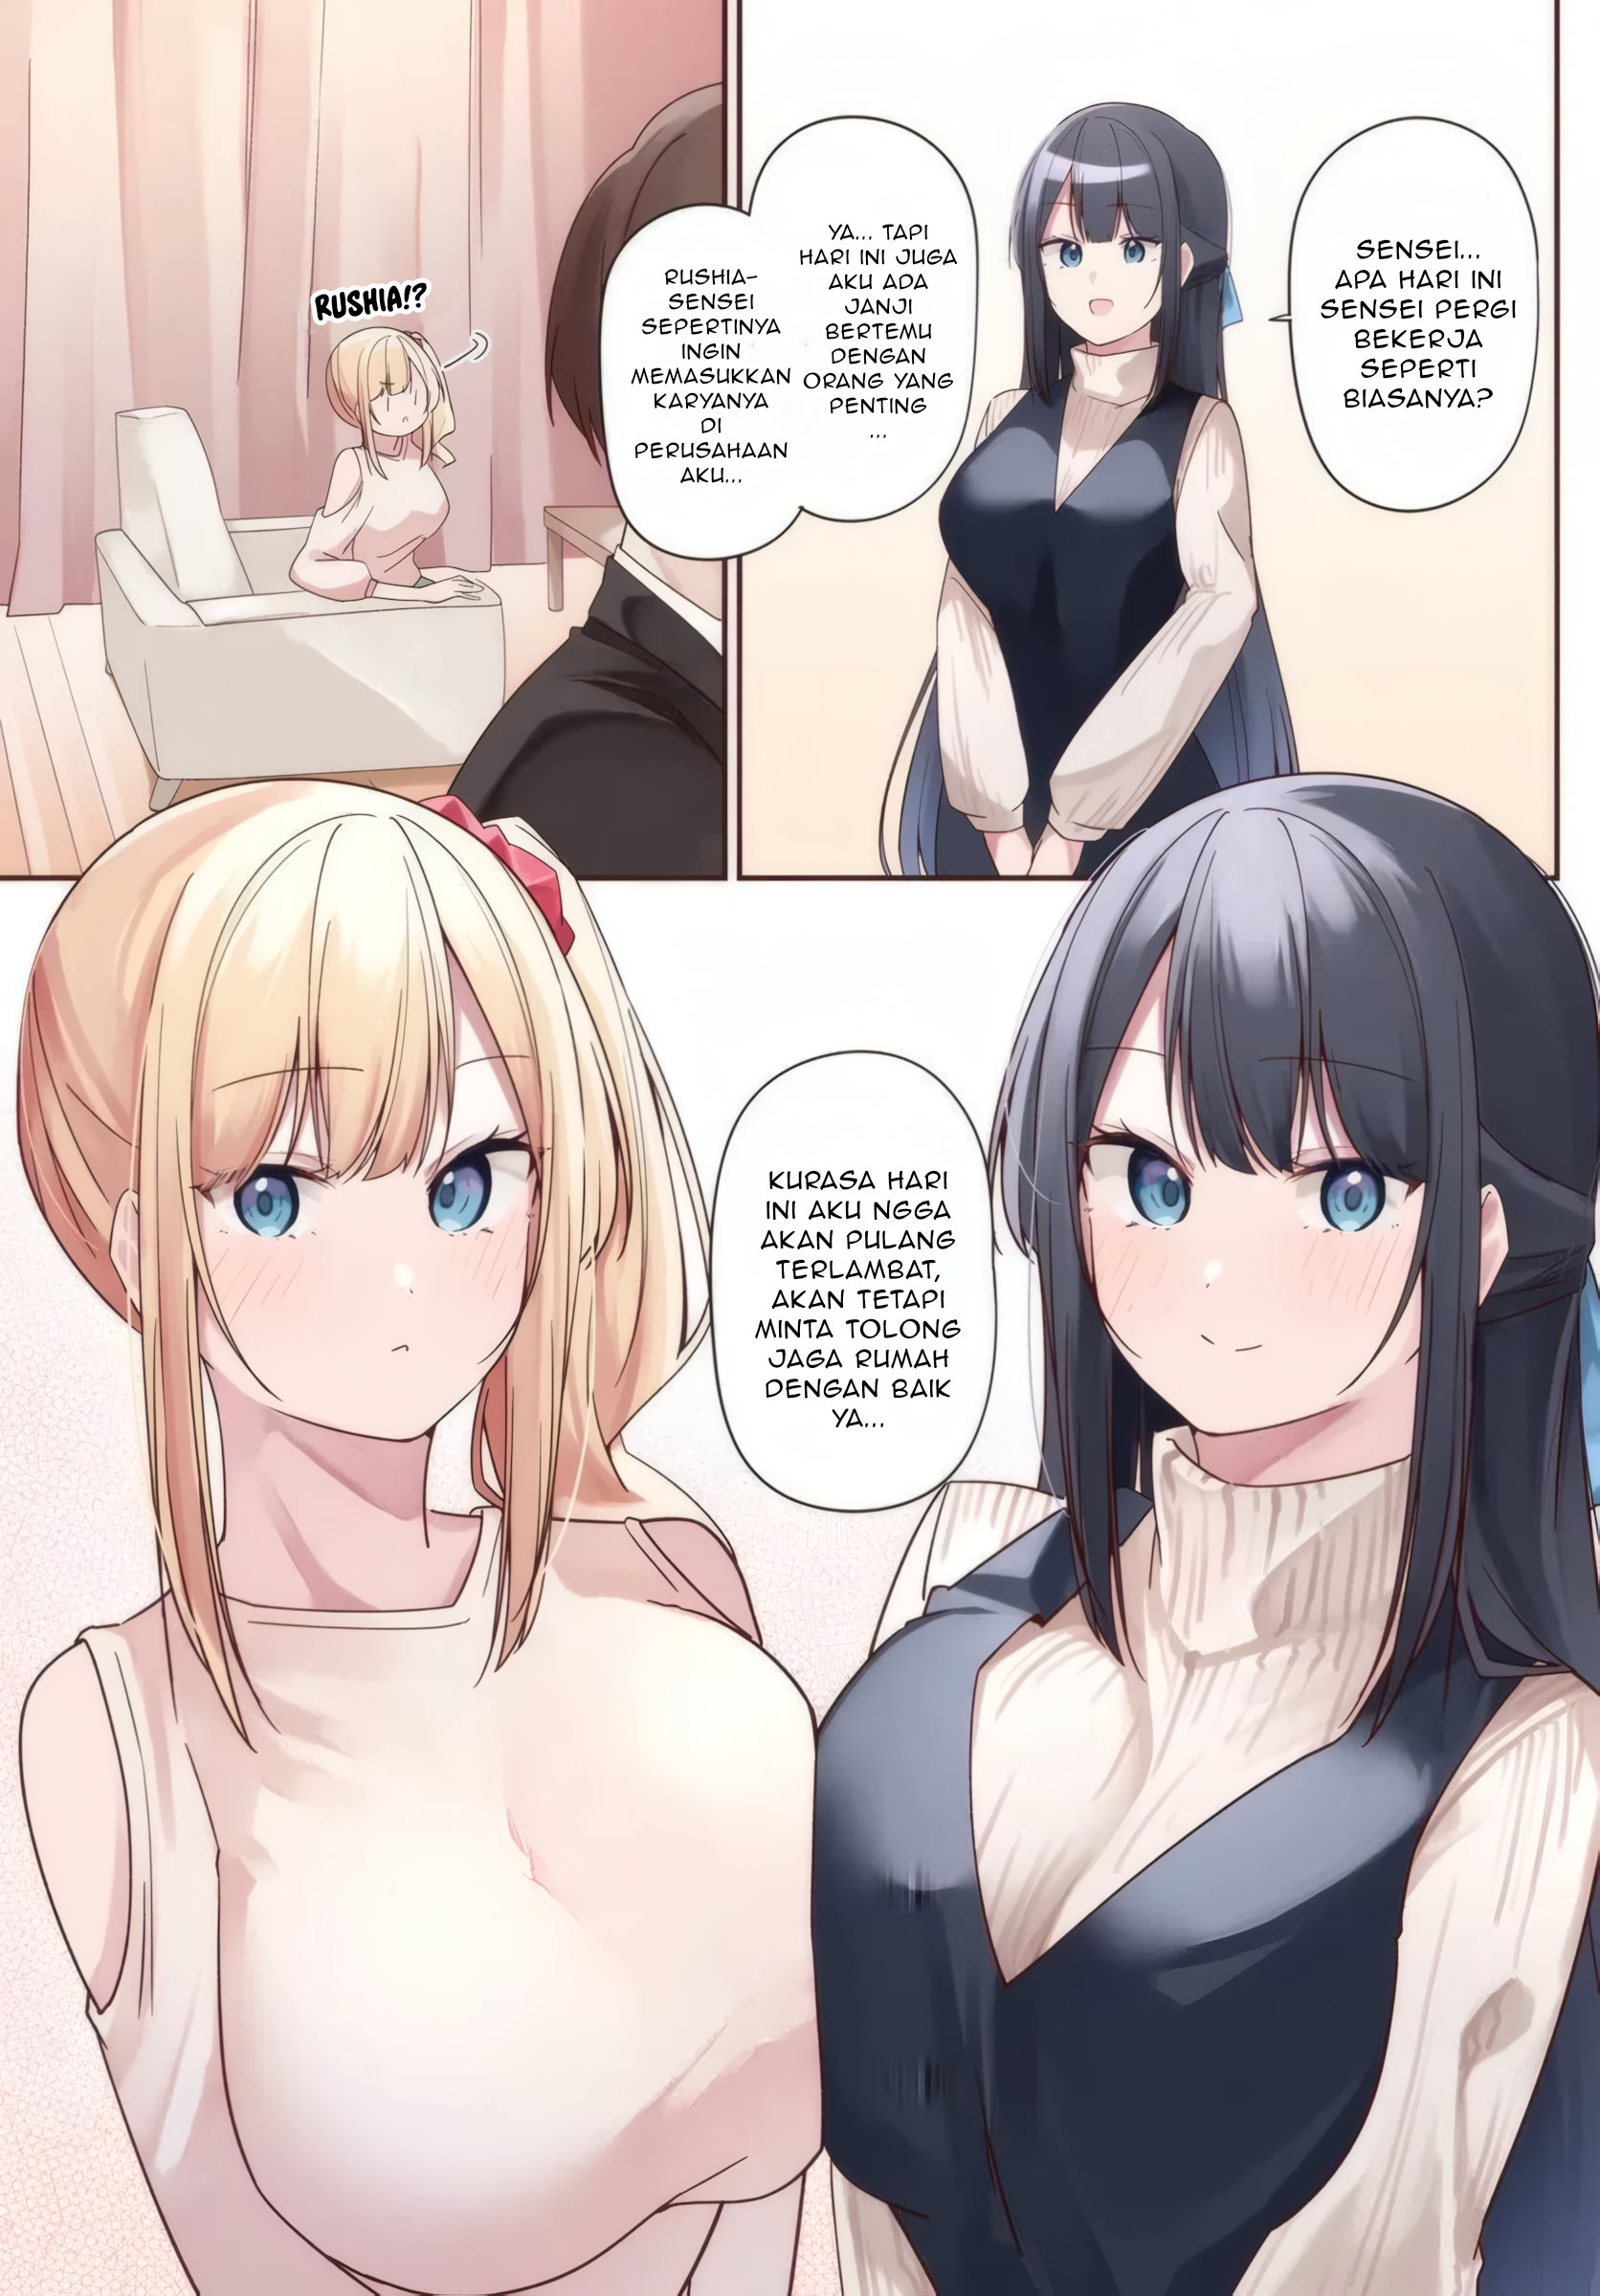 SENSEI...
APA HARI INI
SENSEI PERGI
BEKERJA
SEPERTI
BIASANYA?
YA... TAPI
HARI INI JUGA
AKU ADA
JANJI
BERTEMU
DENGAN
ORANG YANG
PENTING
...
RUSHIA-
SENSEI
SEPERTINYA
INGIN
MEMASUKKAN
KARYANYA
DI
PERUSAHAAN
AKU...
RUSHIA!?
KURASA HARI
INI AKU NGGA
AKAN PULANG
TERLAMBAT,
AKAN TETAPI
MINTA TOLONG
JAGA RUMAH
DENGAN BAIK
YA...